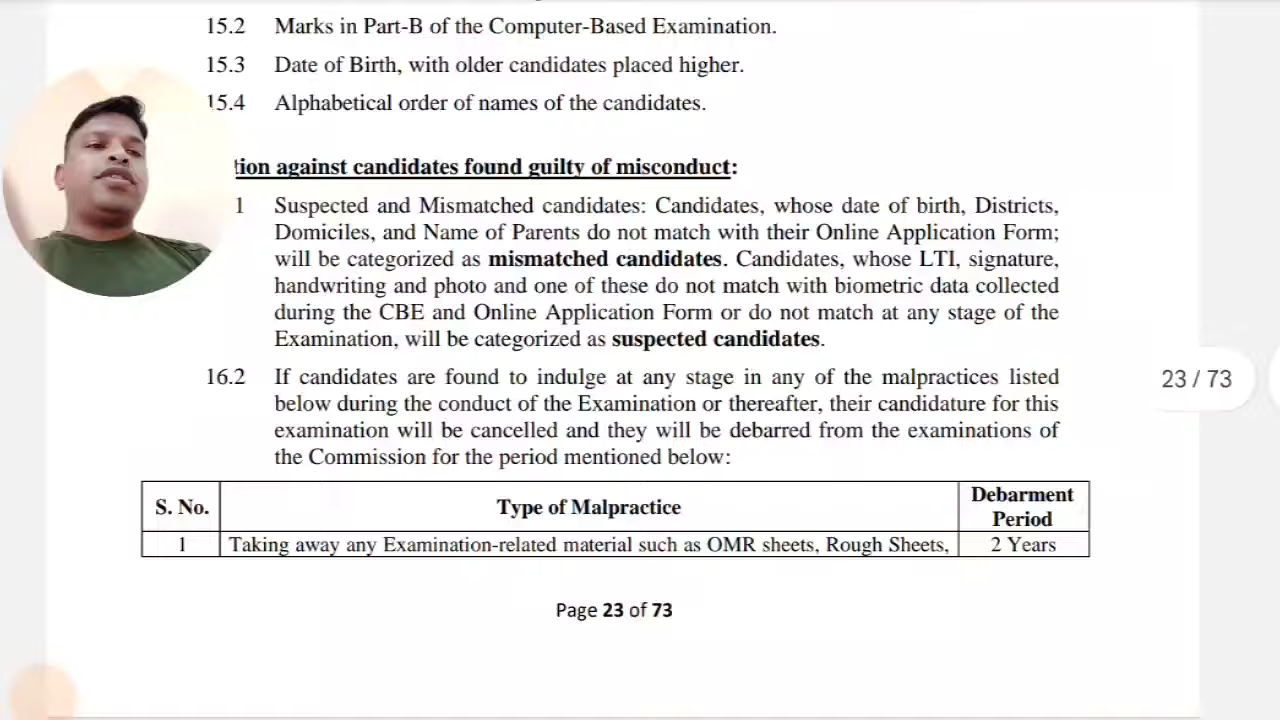 15.2 Marks in Part-B of the Computer-Based Examination.
15.3 Date of Birth, with older candidates placed higher.
15.4 Alphabetical order of names of the candidates.
tion against candidates found guilty of misconduct:
1 Suspected and Mismatched candidates: Candidates, whose date of birth, Districts,
Domiciles, and Name of Parents do not match with their Online Application Form;
will be categorized as mismatched candidates. Candidates, whose LTI, signature,
handwriting and photo and one of these do not match with biometric data collected
during the CBE and Online Application Form or do not match at any stage of the
Examination, will be categorized as suspected candidates.
16.2 If candidates are found to indulge at any stage in any of the malpractices listed
below during the conduct of the Examination or thereafter, their candidature for this
examination will be cancelled and they will be debarred from the examinations of
the Commission for the period mentioned below:
S. No. Type of Malpractice Debarment Period
1 Taking away any Examination-related material such as OMR sheets, Rough Sheets, 2 Years
Page 23 of 73
23 / 73